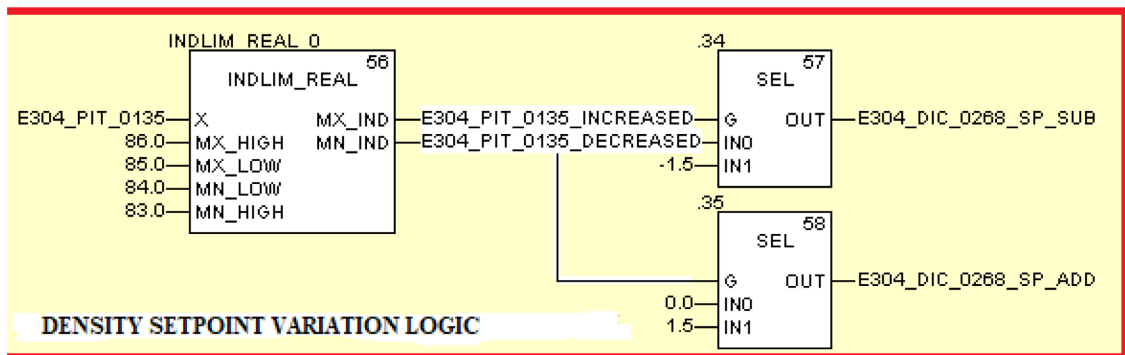 INDLIM_REAL_0
56
INDLIM_REAL
E304_PIT_0135 X MX_IND E304_PIT_0135_INCREASED
86.0 MX_HIGH MN_IND E304_PIT_0135_DECREASED
85.0 MX_LOW
84.0 MN_LOW
83.0 MN_HIGH
.34
57
SEL
G OUT E304_DIC_0268_SP_SUB
IN0
-1.5 IN1
.35
58
SEL
G OUT E304_DIC_0268_SP_ADD
0.0 IN0
1.5 IN1
DENSITY SETPOINT VARIATION LOGIC